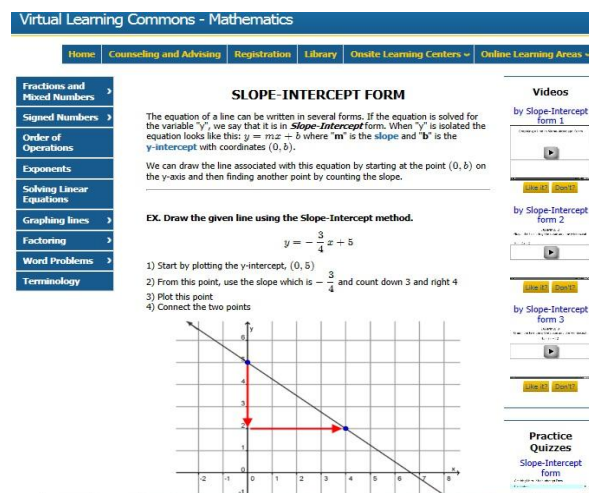 Virtual Learning Commons - Mathematics
Home Counseling and Advising Registration Library Onsite Learning Centers Online Learning Areas
Fractions and
Mixed Numbers
Signed Numbers
Order of
Operations
Exponents
Solving Linear
Equations
Graphing lines
Factoring
Word Problems
Terminology
SLOPE-INTERCEPT FORM
The equation of a line can be written in several forms. If the equation is solved for
the variable "y", we say that it is in Slope-Intercept form. When "y" is isolated the
equation looks like this: y = mx + b where "m" is the slope and "b" is the
y-intercept with coordinates (0, b).
We can draw the line associated with this equation by starting at the point (0, b) on
the y-axis and then finding another point by counting the slope.
EX. Draw the given line using the Slope-Intercept method.
y = - 3/4 x + 5
1) Start by plotting the y-intercept, (0, 5)
2) From this point, use the slope which is - 3/4 and count down 3 and right 4
3) Plot this point
4) Connect the two points
y
6
5
4
3
2
1
0
x
-2 -1 0 1 2 3 4 5 6 7 8
-1
Videos
by Slope-Intercept
form 1
Like it? Don't?
by Slope-Intercept
form 2
Like it? Don't?
by Slope-Intercept
form 3
Like it? Don't?
Practice
Quizzes
Slope-Intercept
form